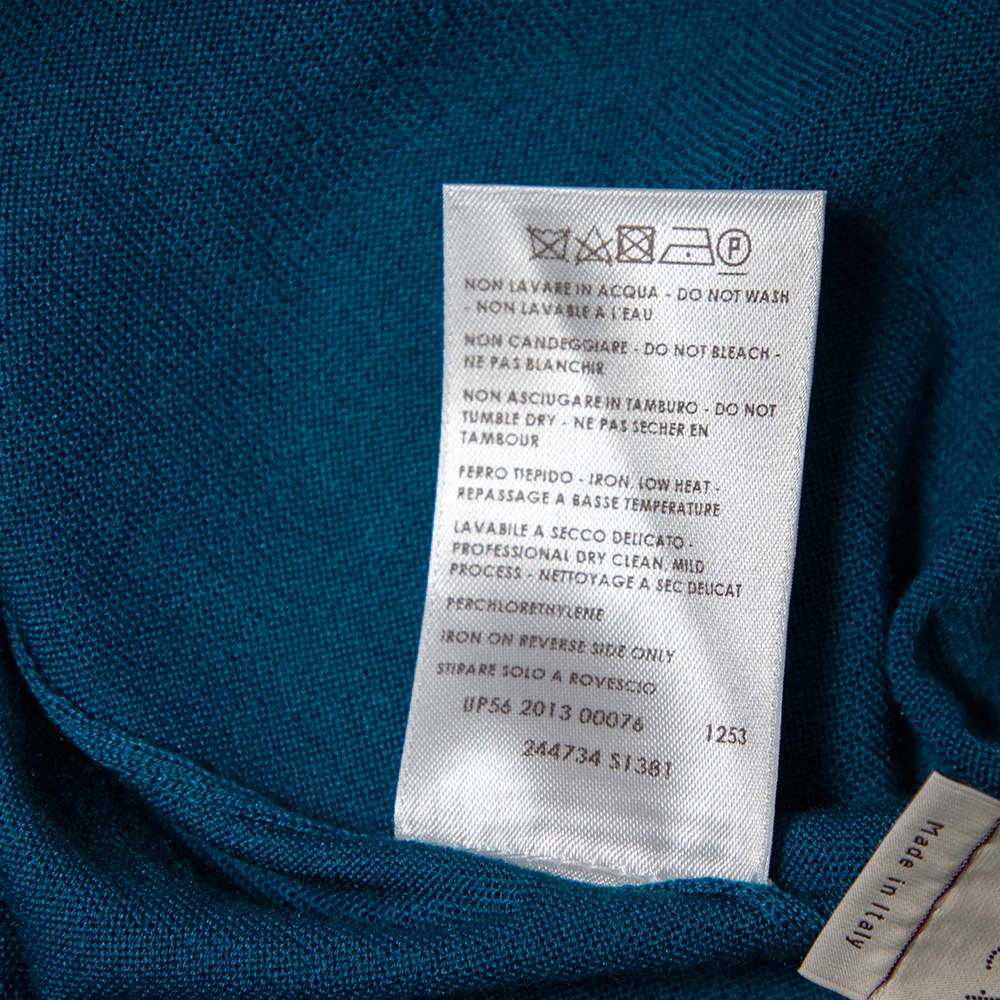 P
NON LAVARE IN ACQUA - DO NOT WASH
- NON LAVABLE A L'EAU
NON CANDEGGIARE - DO NOT BLEACH -
NE PAS BLANCHIR
NON ASCIUGARE IN TAMBURO - DO NOT
TUMBLE DRY - NE PAS SECHER EN
TAMBOUR
FERRO TIEPIDO - IRON, LOW HEAT -
REPASSAGE A BASSE TEMPERATURE
LAVABILE A SECCO DELICATO -
PROFESSIONAL DRY CLEAN, MILD
PROCESS - NETTOYAGE A SEC DELICAT
PERCHLORETHYLENE
IRON ON REVERSE SIDE ONLY
STIRARE SOLO A ROVESCIO
UP56 2013 00076 1253
244734 S1381
Made in Italy